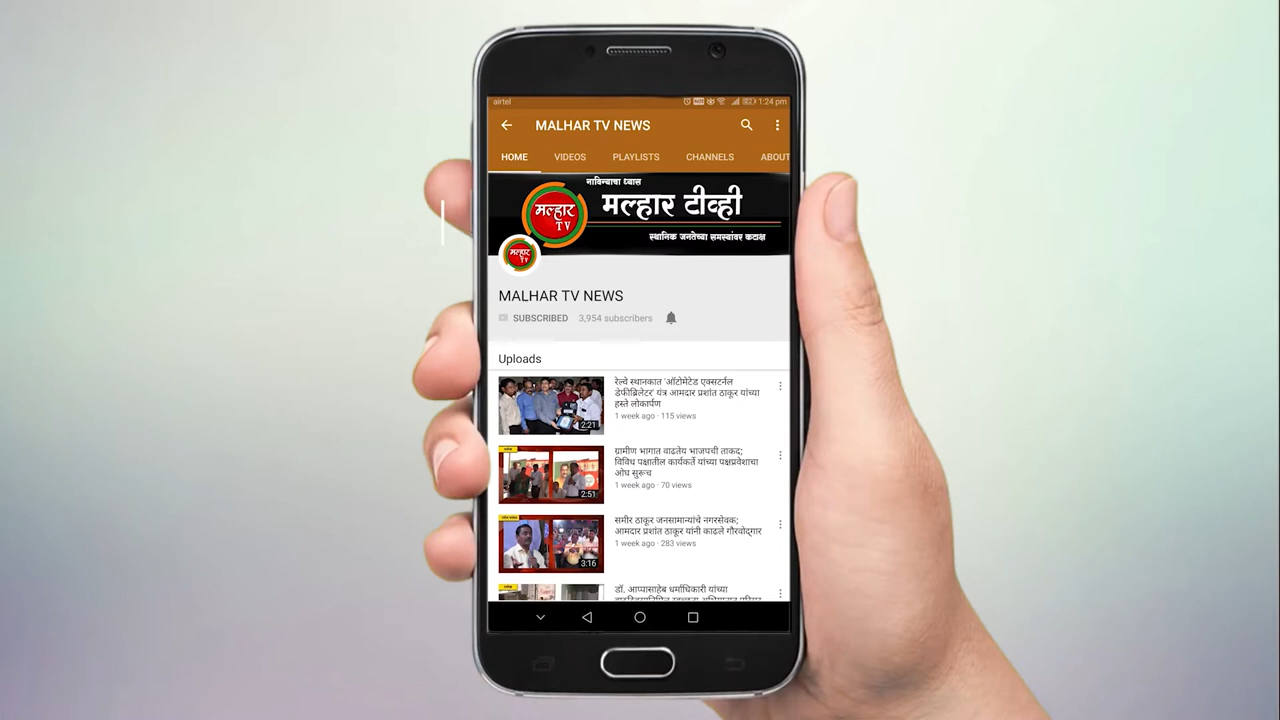 airtel
1:24 pm
MALHAR TV NEWS
HOME VIDEOS PLAYLISTS CHANNELS ABOUT
नाविन्याचा ध्यास
मल्हार टीव्ही
मल्हार
TV
स्थानिक जनतेच्या समस्यांवर कटाक्ष
मल्हार
TV
MALHAR TV NEWS
SUBSCRIBED 3,954 subscribers
Uploads
रेल्वे स्थानकात 'ऑटोमेटेड एक्सटर्नल
डेफीब्रिलेटर' यंत्र आमदार प्रशांत ठाकूर यांच्या
हस्ते लोकार्पण
1 week ago · 115 views
2:21
ग्रामीण भागात वाढतेय भाजपची ताकद;
विविध पक्षातील कार्यकर्ते यांच्या पक्षप्रवेशाचा
ओघ सुरूच
1 week ago · 70 views
2:51
समीर ठाकूर जनसामान्यांचे नगरसेवक;
आमदार प्रशांत ठाकूर यांनी काढले गौरवोद्गार
1 week ago · 283 views
3:16
डॉ. आप्पासाहेब धर्माधिकारी यांच्या